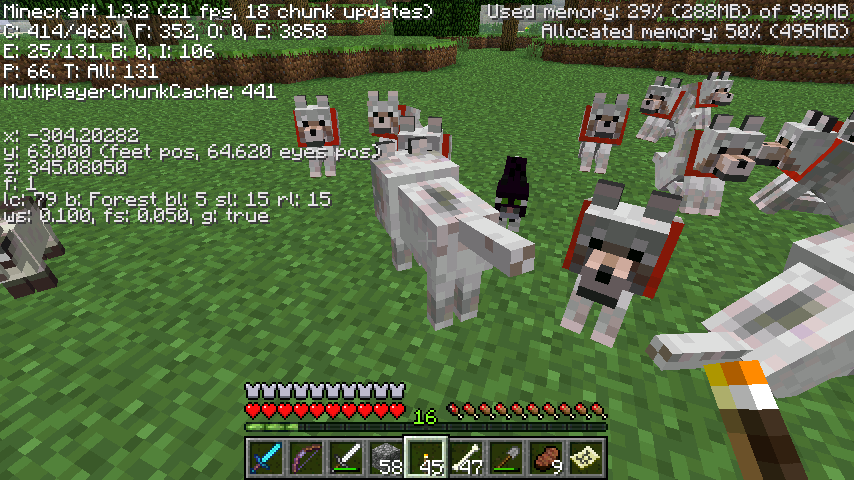 Minecraft 1.3.2 (21 fps, 18 chunk updates)
Used memory: 29% (288MB) of 989MB
C: 414/4624, F: 352, O: 0, E: 3858
Allocated memory: 50% (495MB)
E: 25/131, B: 0, I: 106
P: 66. T: All: 131
MultiplayerChunkCache: 441
x: -304.20282
y: 63.000 (feet pos, 64.620 eyes pos)
z: 345.08050
f: 1
lc: 79 b: Forest bl: 5 sl: 15 rl: 15
ws: 0.100, fs: 0.050, g: true
16
58 45 47 9